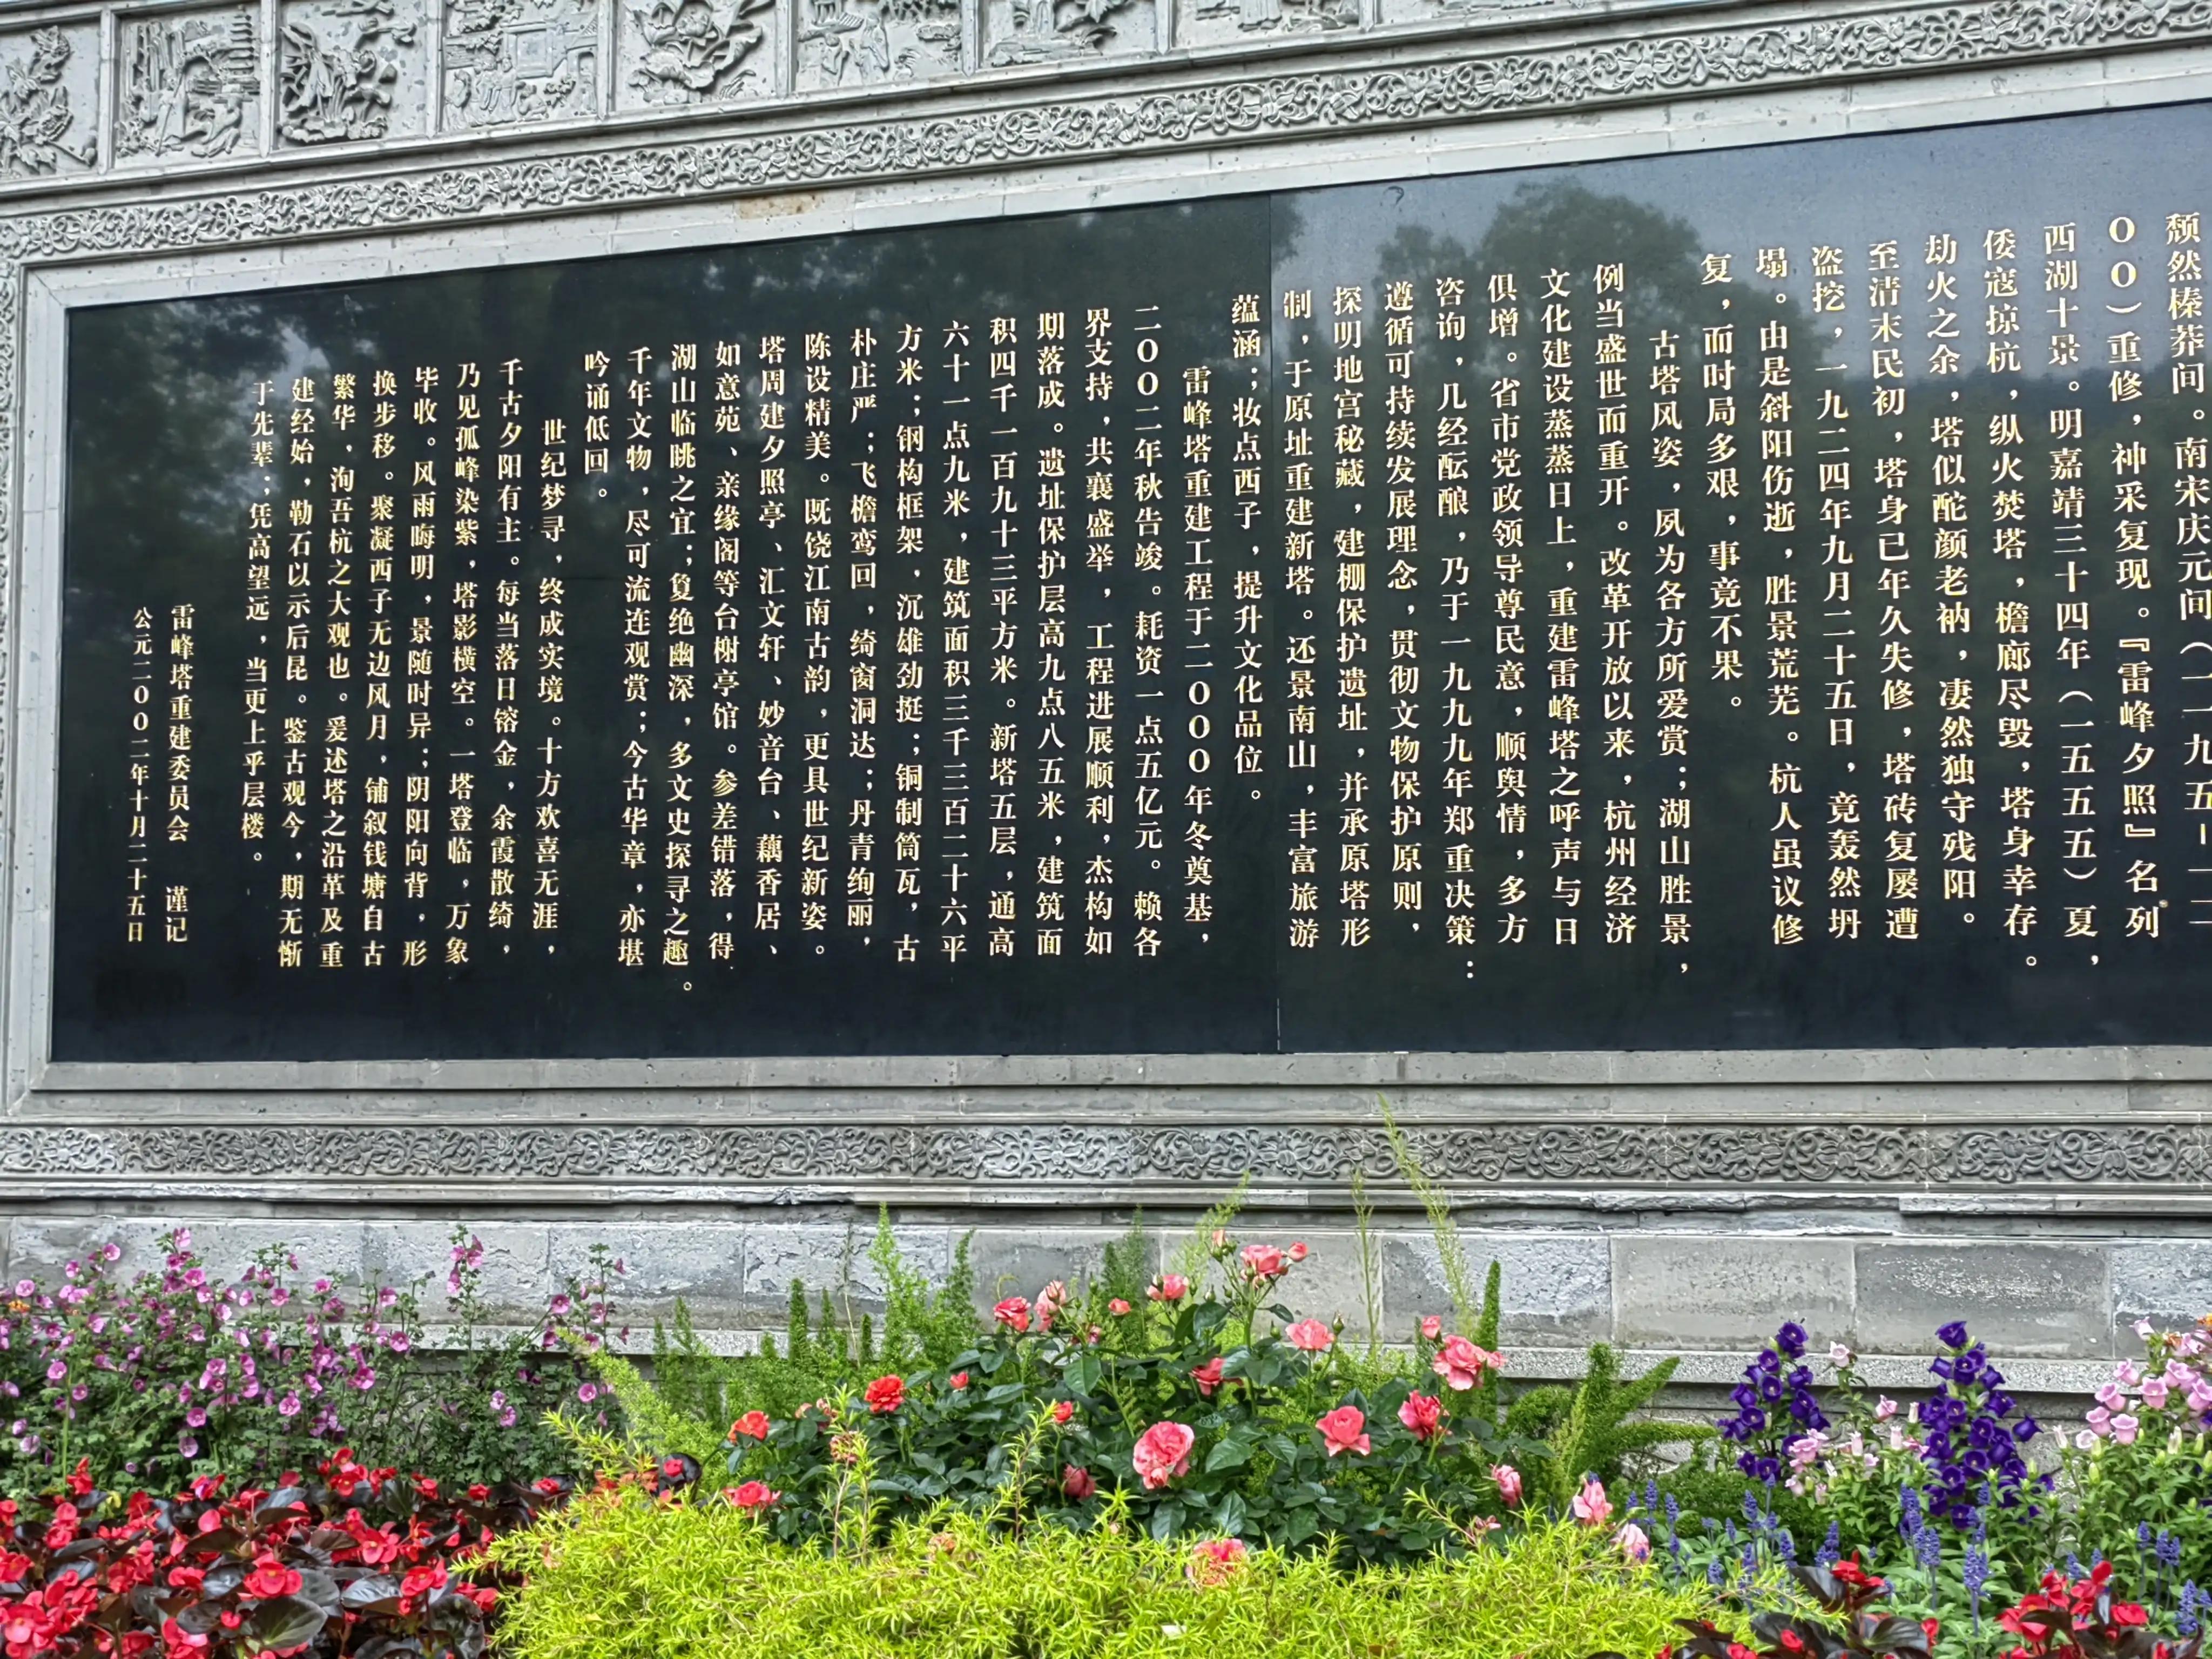 颓然榛莽间。南宋庆元间（一一九五-一二
〇〇）重修，神采复现。『雷峰夕照』名列
西湖十景。明嘉靖三十四年（一五五五）夏，
倭寇掠杭，纵火焚塔，檐廊尽毁，塔身幸存。
劫火之余，塔似酡颜老衲，凄然独守残阳。
至清末民初，塔身已年久失修，塔砖复屡遭
盗挖，一九二四年九月二十五日，竟轰然坍
塌。由是斜阳伤逝，胜景荒芜。杭人虽议修
复，而时局多艰，事竟不果。
古塔风姿，夙为各方所爱赏；湖山胜景，
例当盛世而重开。改革开放以来，杭州经济
文化建设蒸蒸日上，重建雷峰塔之呼声与日
俱增。省市党政领导尊民意，顺舆情，多方
咨询，几经酝酿，乃于一九九九年郑重决策：
遵循可持续发展理念，贯彻文物保护原则，
探明地宫秘藏，建棚保护遗址，并承原塔形
制，于原址重建新塔。还景南山，丰富旅游
蕴涵；妆点西子，提升文化品位。
雷峰塔重建工程于二〇〇〇年冬奠基，
二〇〇二年秋告竣。耗资一点五亿元。赖各
界支持，共襄盛举，工程进展顺利，杰构如
期落成。遗址保护层高九点八五米，建筑面
积四千一百九十三平方米。新塔五层，通高
六十一点九米，建筑面积三千三百二十六平
方米；钢构框架，沉雄劲挺；铜制筒瓦，古
朴庄严；飞檐鸾回，绮窗洞达；丹青绚丽，
陈设精美。既饶江南古韵，更具世纪新姿。
塔周建夕照亭、汇文轩、妙音台、藕香居、
如意苑、亲缘阁等台榭亭馆。参差错落，得
湖山临眺之宜；敻绝幽深，多文史探寻之趣。
千年文物，尽可流连观赏；今古华章，亦堪
吟诵低回。
世纪梦寻，终成实境。十方欢喜无涯，
千古夕阳有主。每当落日镕金，余霞散绮，
乃见孤峰染紫，塔影横空。一塔登临，万象
毕收。风雨晦明，景随时异；阴阳向背，形
换步移。聚凝西子无边风月，铺叙钱塘自古
繁华，洵吾杭之大观也。爰述塔之沿革及重
建经始，勒石以示后昆。鉴古观今，期无惭
于先辈；凭高望远，当更上乎层楼。
雷峰塔重建委员会　谨记
公元二〇〇二年十月二十五日